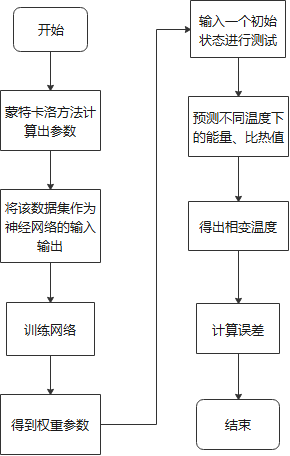 开始
蒙特卡洛方法计
算出参数
将该数据集作为
神经网络的输入
输出
训练网络
得到权重参数
输入一个初始
状态进行测试
预测不同温度下
的能量、比热值
得出相变温度
计算误差
结束